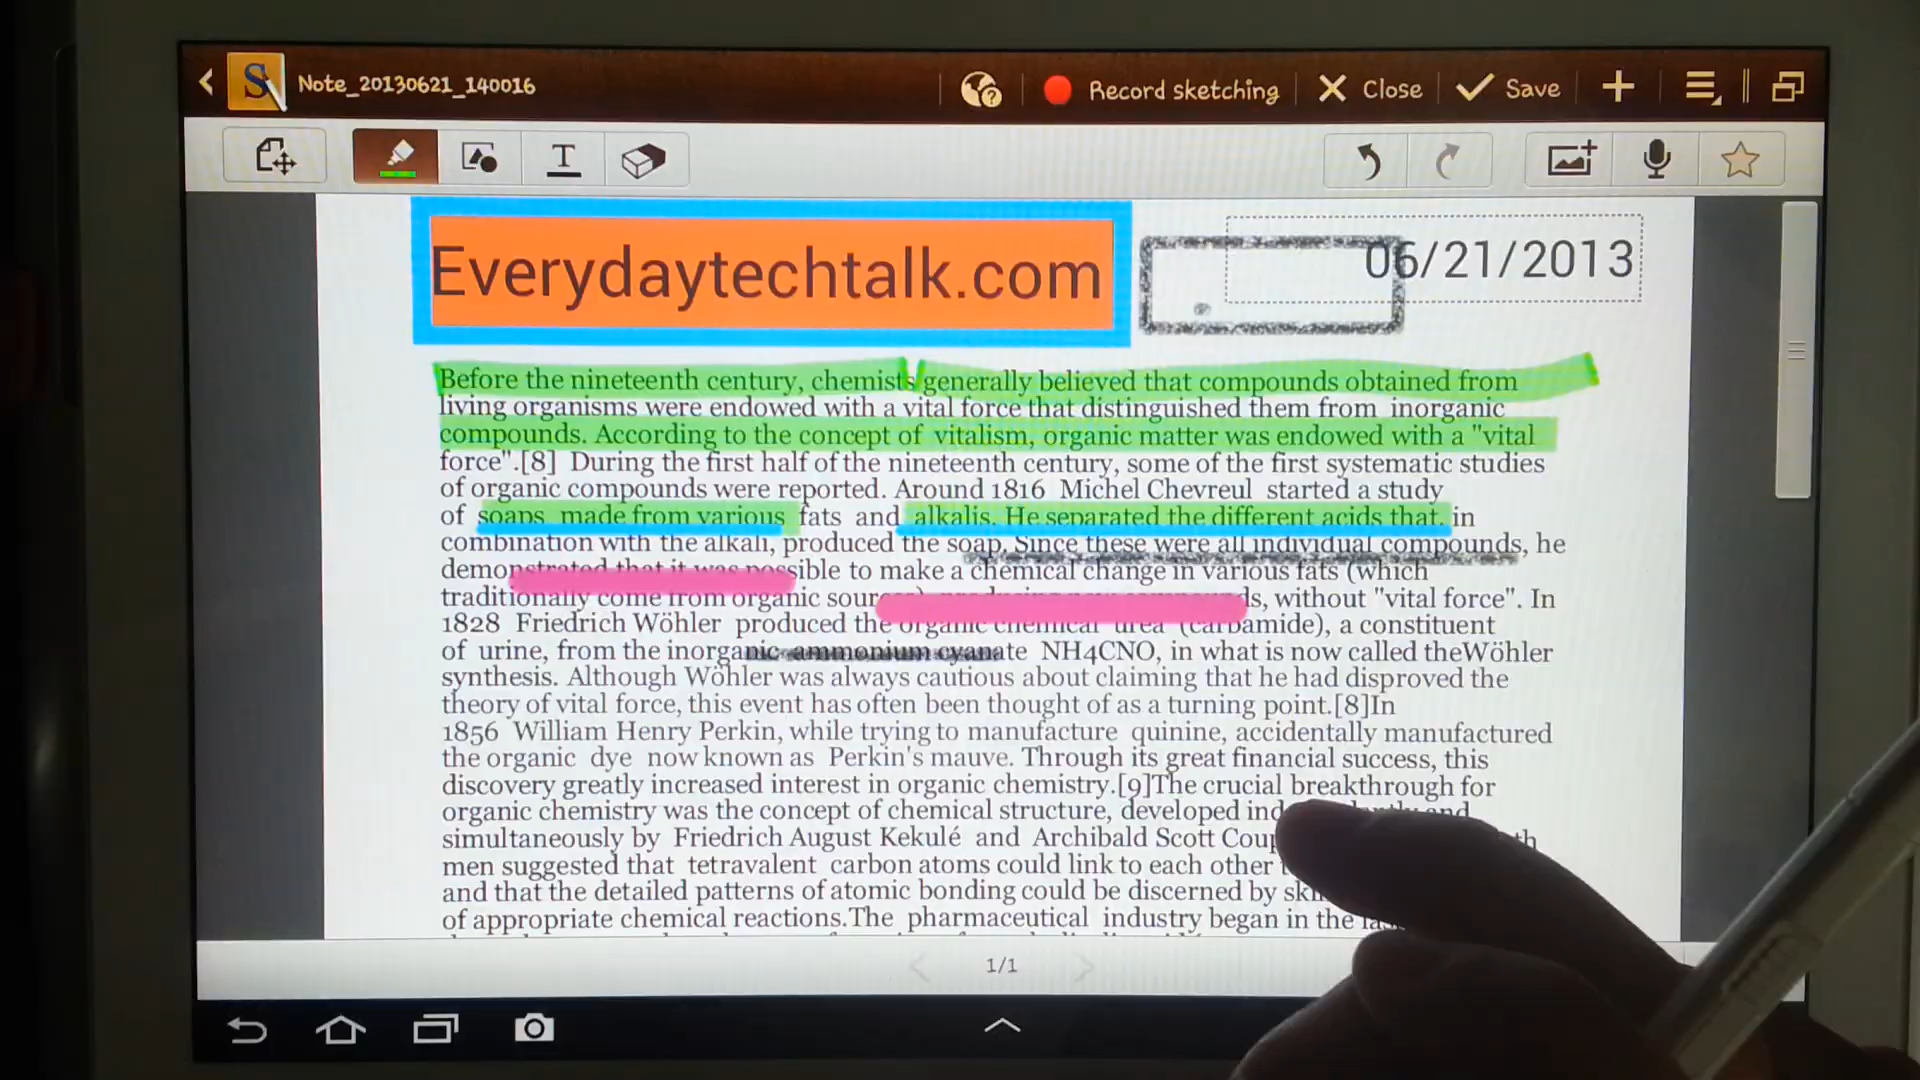 Note_20130621_140016
Record sketching
Close
Save
T
Everydaytechtalk.com
06/21/2013
Before the nineteenth century, chemists generally believed that compounds obtained from
living organisms were endowed with a vital force that distinguished them from inorganic
compounds. According to the concept of vitalism, organic matter was endowed with a "vital
force".[8] During the first half of the nineteenth century, some of the first systematic studies
of organic compounds were reported. Around 1816 Michel Chevreul started a study
of soaps made from various fats and alkalis. He separated the different acids that, in
combination with the alkali, produced the soap. Since these were all individual compounds, he
demonstrated that it was possible to make a chemical change in various fats (which
traditionally come from organic without "vital force". In
1828 Friedrich Wöhler produced the organic chemical urea (carbamide), a constituent
of urine, from the inorganic ammonium cyanate NH4CNO, in what is now called theWöhler
synthesis. Although Wöhler was always cautious about claiming that he had disproved the
theory of vital force, this event has often been thought of as a turning point.[8]In
1856 William Henry Perkin, while trying to manufacture quinine, accidentally manufactured
the organic dye now known as Perkin's mauve. Through its great financial success, this
discovery greatly increased interest in organic chemistry.[9]The crucial breakthrough for
organic chemistry was the concept of chemical structure, developed and
simultaneously by Friedrich August Kekulé and Archibald Scott
men suggested that tetravalent carbon atoms could link to each other
and that the detailed patterns of atomic bonding could be discerned by
of appropriate chemical reactions.The pharmaceutical industry began in the
1/1